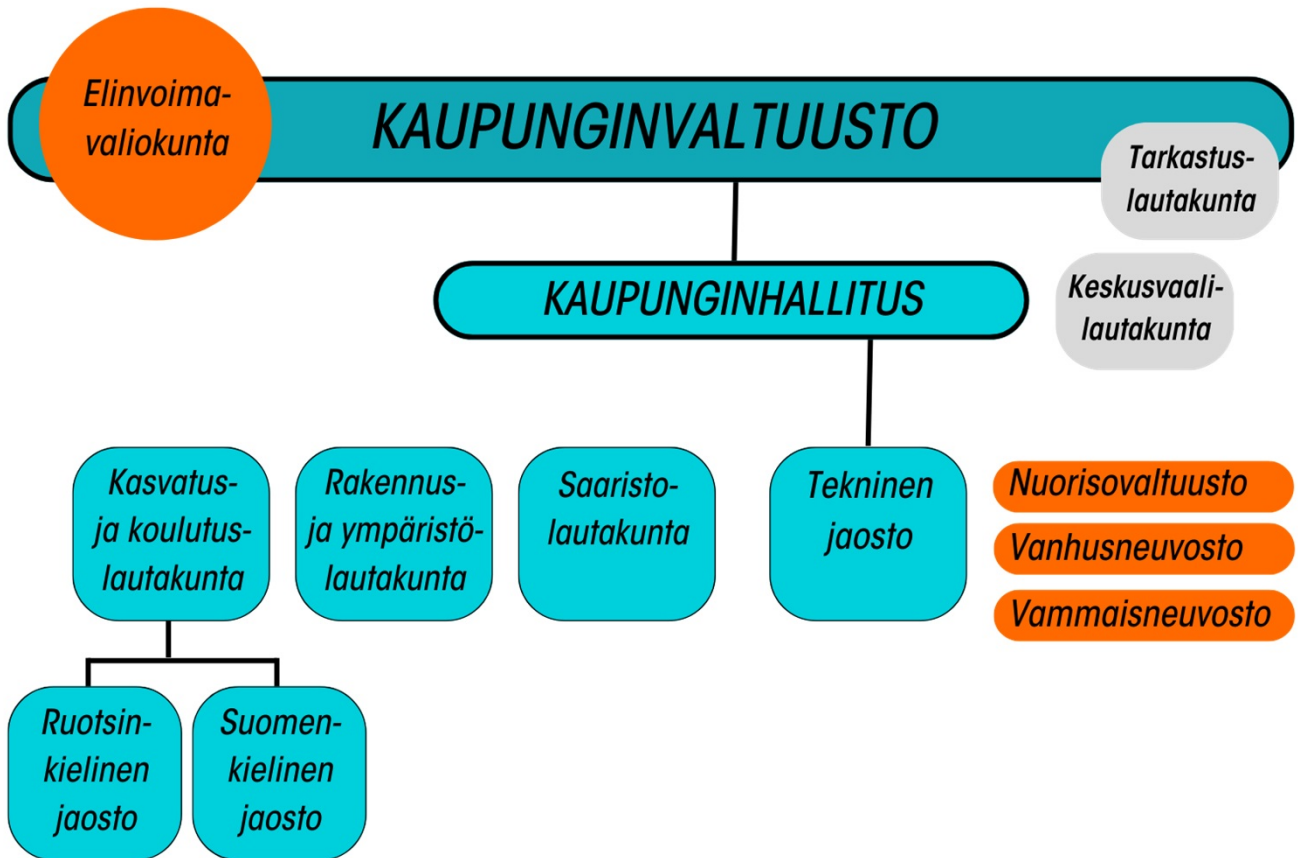 Elinvoima-
valiokunta
KAUPUNGINVALTUUSTO
Tarkastus-
lautakunta
KAUPUNGINHALLITUS
Keskusvaali-
lautakunta
Kasvatus-
ja koulutus-
lautakunta
Rakennus-
ja ympäristö-
lautakunta
Saaristo-
lautakunta
Tekninen
jaosto
Nuorisovaltuusto
Vanhusneuvosto
Vammaisneuvosto
Ruotsin-
kielinen
jaosto
Suomen-
kielinen
jaosto